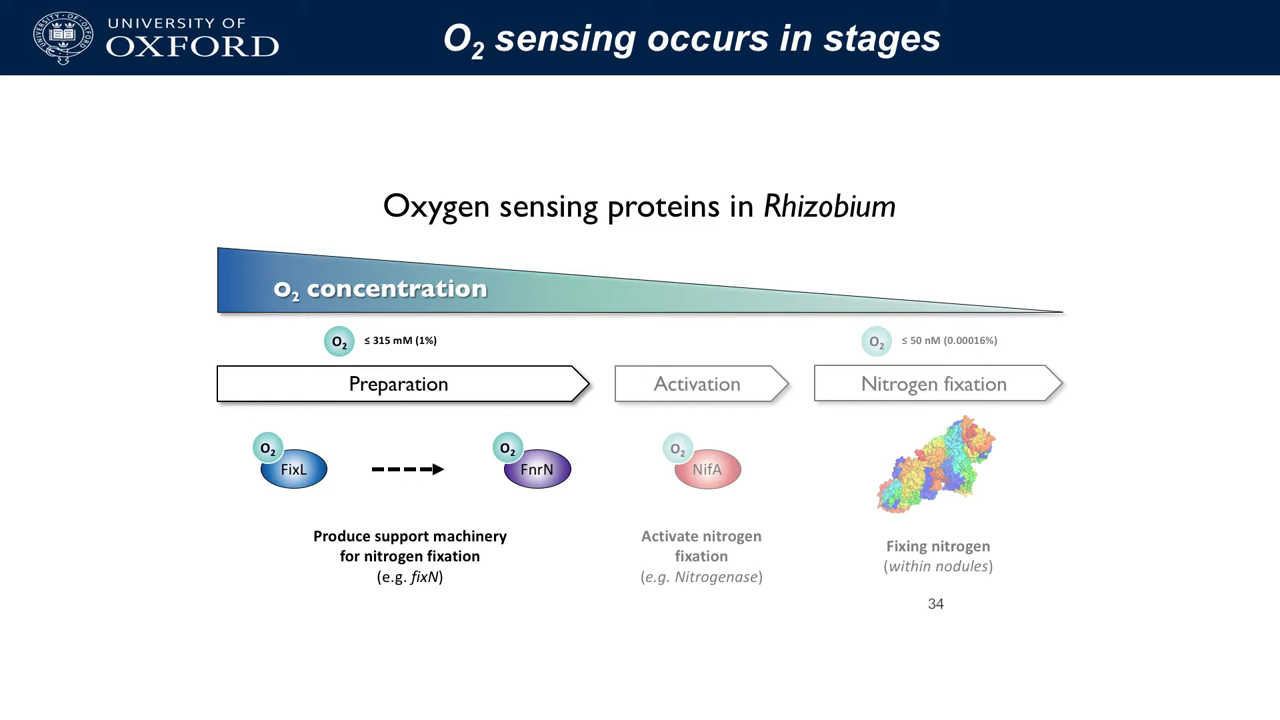 UNIVERSITY OF
OXFORD
O₂ sensing occurs in stages
Oxygen sensing proteins in Rhizobium
O₂ concentration
O₂ ≤ 315 mM (1%)
O₂ ≤ 50 nM (0.00016%)
Preparation
Activation
Nitrogen fixation
O₂
FixL
O₂
FnrN
O₂
NifA
Produce support machinery
for nitrogen fixation
(e.g. fixN)
Activate nitrogen
fixation
(e.g. Nitrogenase)
Fixing nitrogen
(within nodules)
34